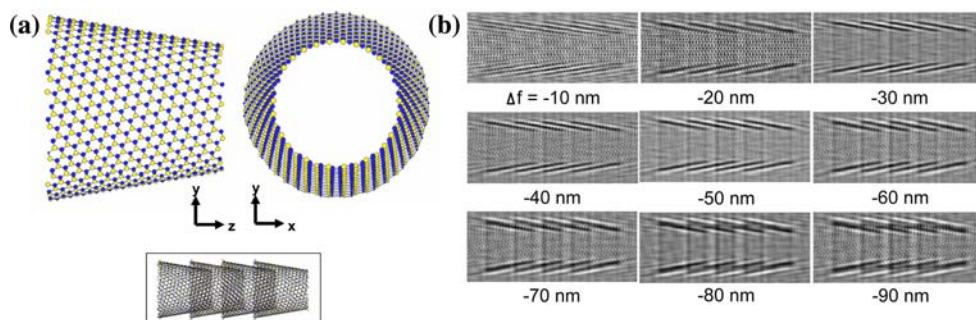 (a)
y
z
y
x
(b)
Δf = -10 nm
-20 nm
-30 nm
-40 nm
-50 nm
-60 nm
-70 nm
-80 nm
-90 nm